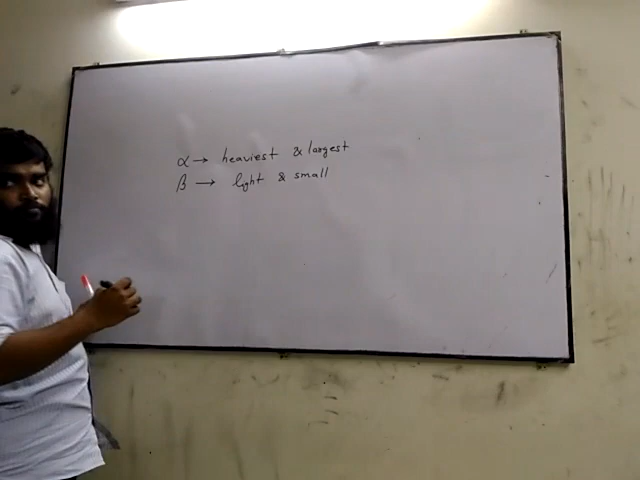 α → heaviest & largest
β → light & small